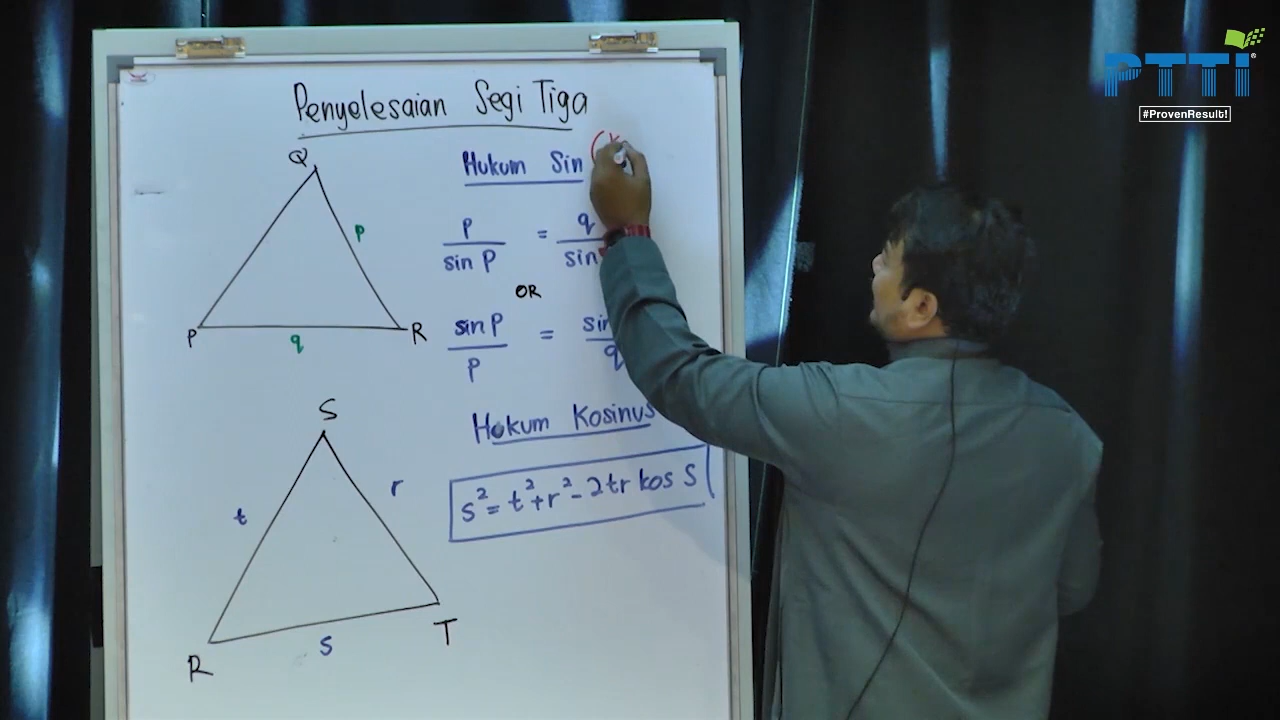 PTTI
#ProvenResult!
Penyelesaian Segi Tiga
Q
p
P
q
R
Hukum Sin
p/sin P = q/sin
OR
sin P/p = sin/q
Hukum Kosinus
s² = t² + r² - 2tr kos S
S
t
r
R
s
T